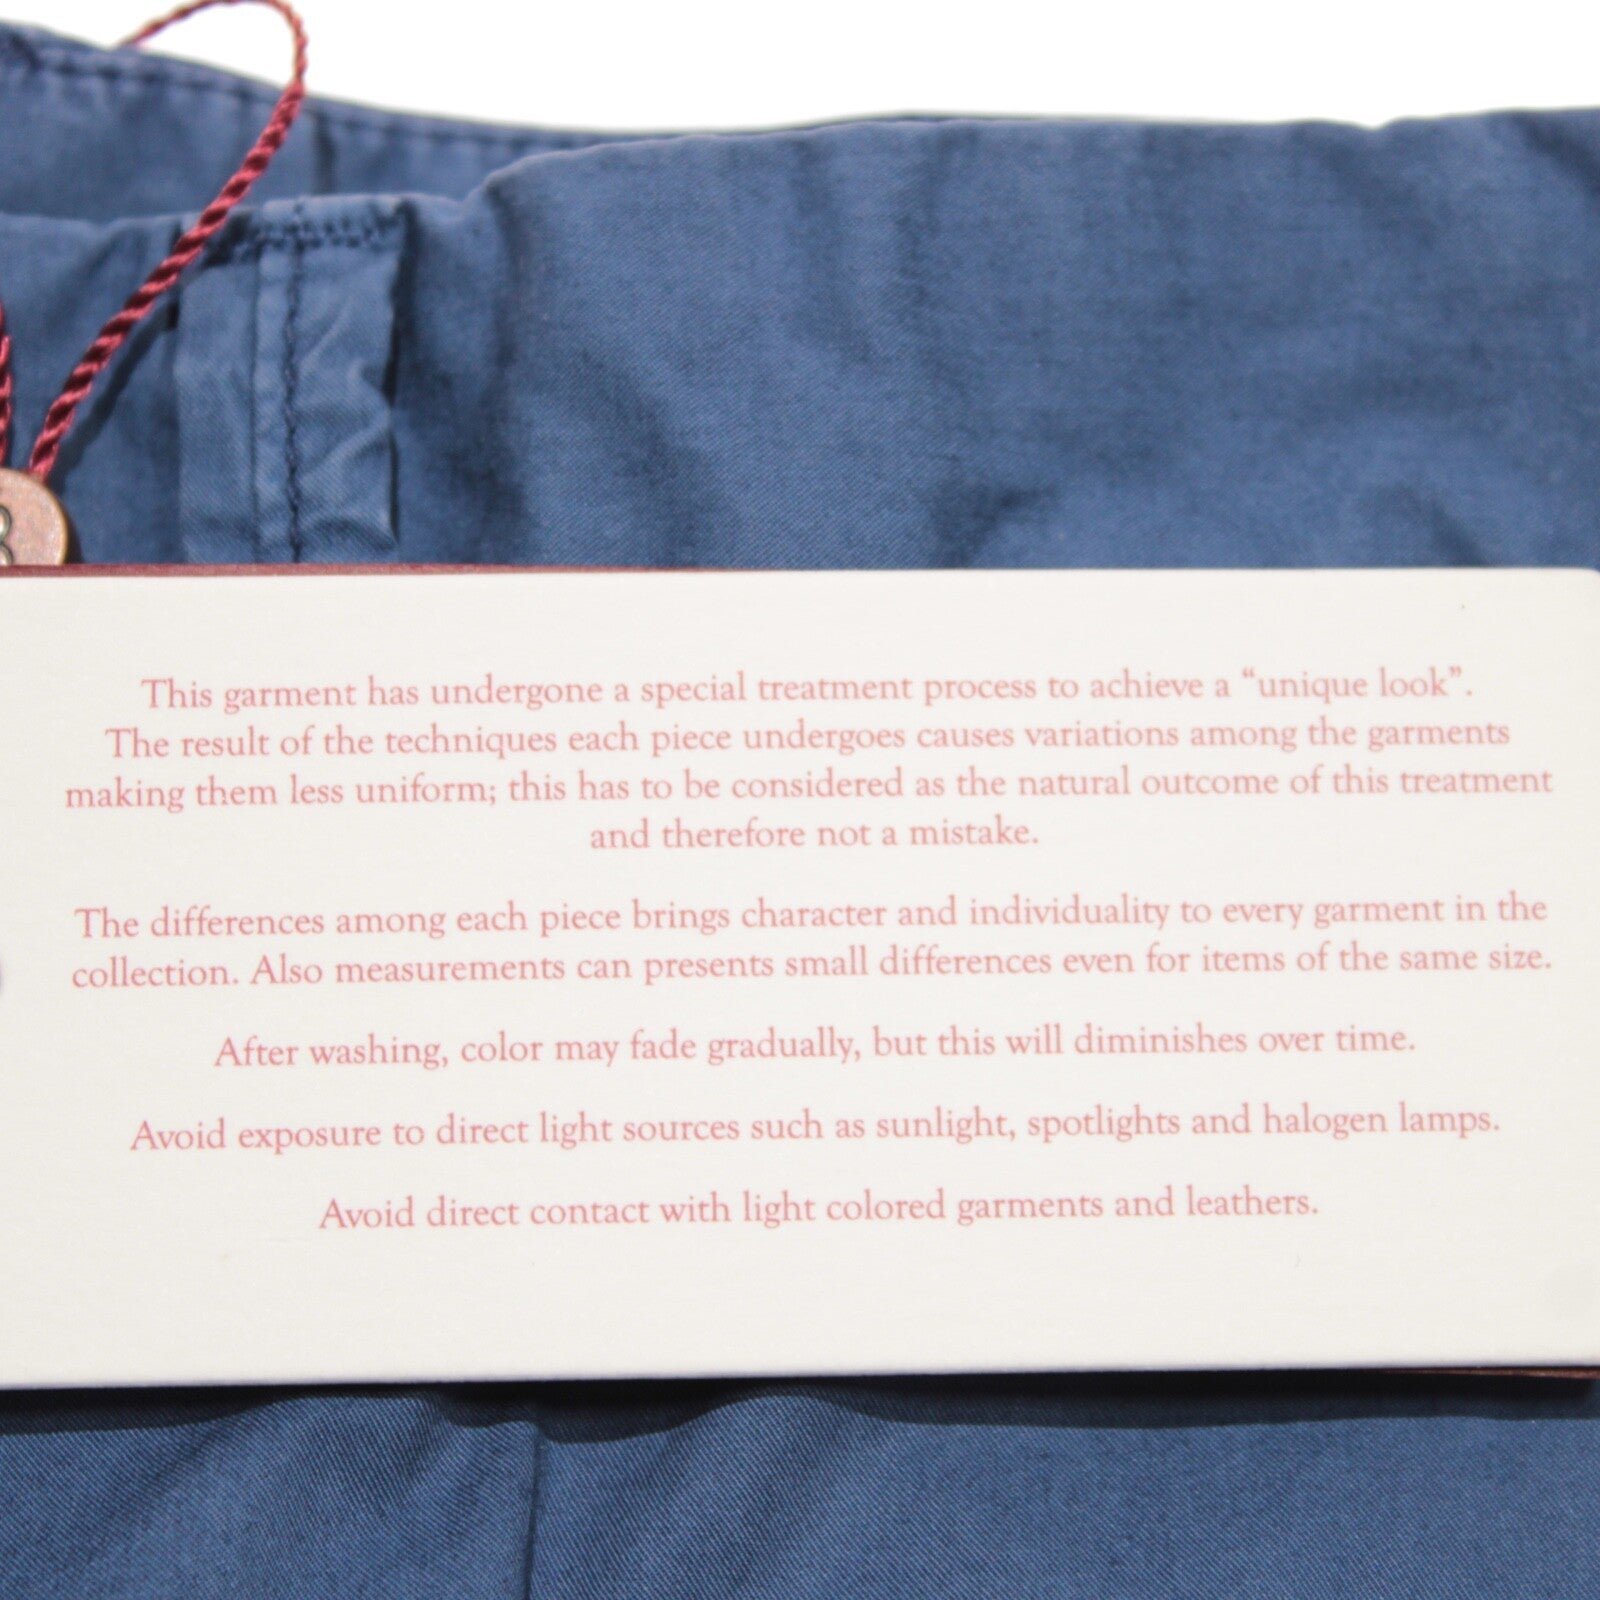 This garment has undergone a special treatment process to achieve a “unique look”.
The result of the techniques each piece undergoes causes variations among the garments
making them less uniform; this has to be considered as the natural outcome of this treatment
and therefore not a mistake.
The differences among each piece brings character and individuality to every garment in the
collection. Also measurements can presents small differences even for items of the same size.
After washing, color may fade gradually, but this will diminishes over time.
Avoid exposure to direct light sources such as sunlight, spotlights and halogen lamps.
Avoid direct contact with light colored garments and leathers.